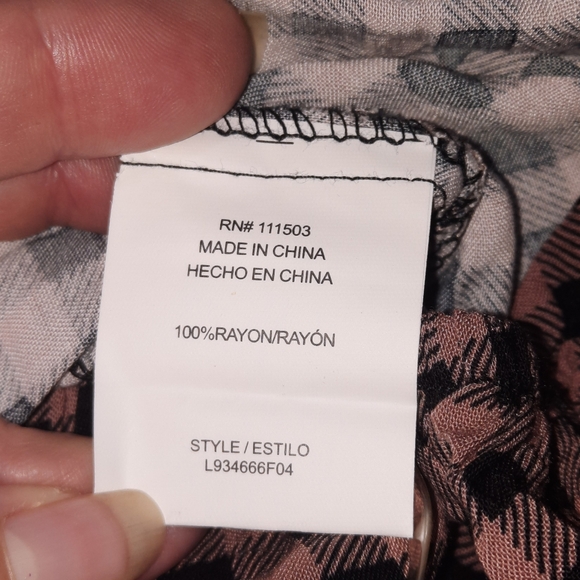 RN# 111503
MADE IN CHINA
HECHO EN CHINA
100%RAYON/RAYÓN
STYLE / ESTILO
L934666F04